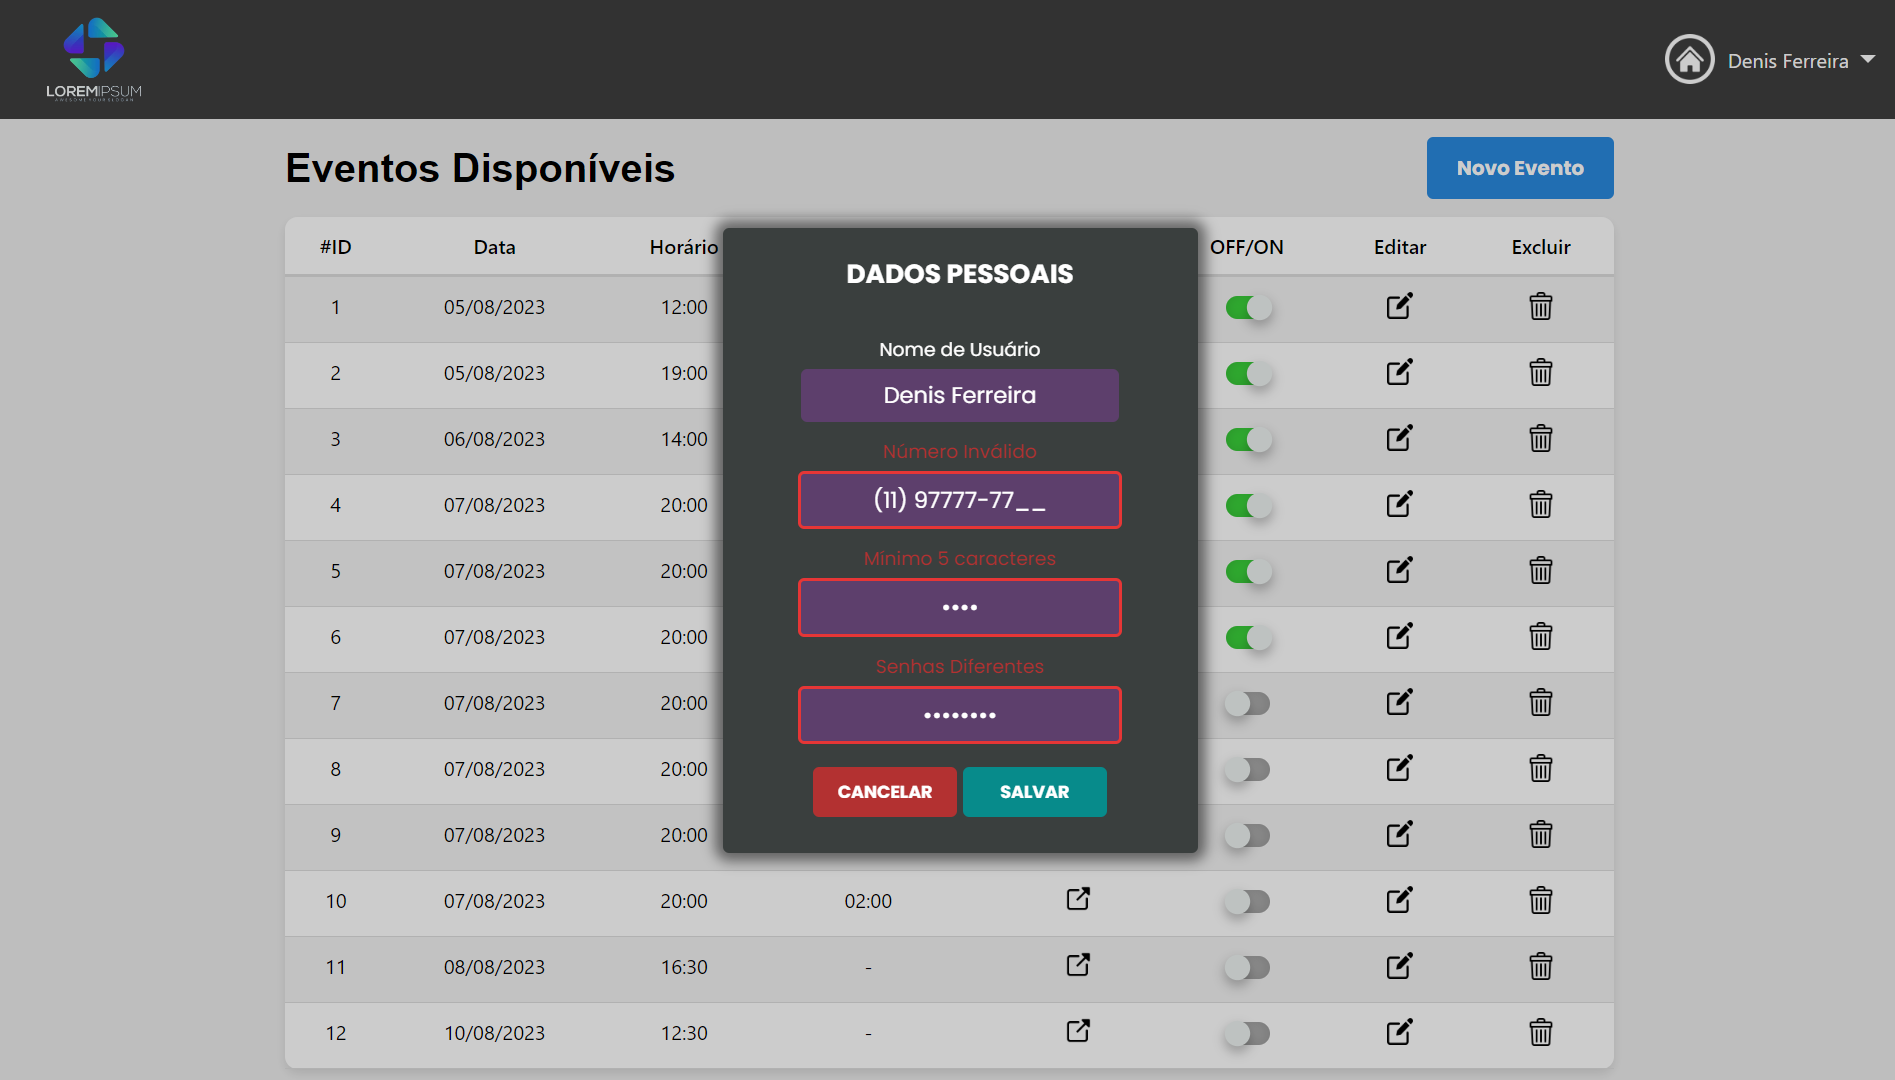 LOREMIPSUM
Denis Ferreira
Eventos Disponíveis
Novo Evento
#ID Data Horário OFF/ON Editar Excluir
1 05/08/2023 12:00
2 05/08/2023 19:00
3 06/08/2023 14:00
4 07/08/2023 20:00
5 07/08/2023 20:00
6 07/08/2023 20:00
7 07/08/2023 20:00
8 07/08/2023 20:00
9 07/08/2023 20:00
10 07/08/2023 20:00 02:00
11 08/08/2023 16:30 -
12 10/08/2023 12:30 -
DADOS PESSOAIS
Nome de Usuário
Denis Ferreira
Número Inválido
(11) 97777-77__
Mínimo 5 caracteres
••••
Senhas Diferentes
••••••••
CANCELAR SALVAR